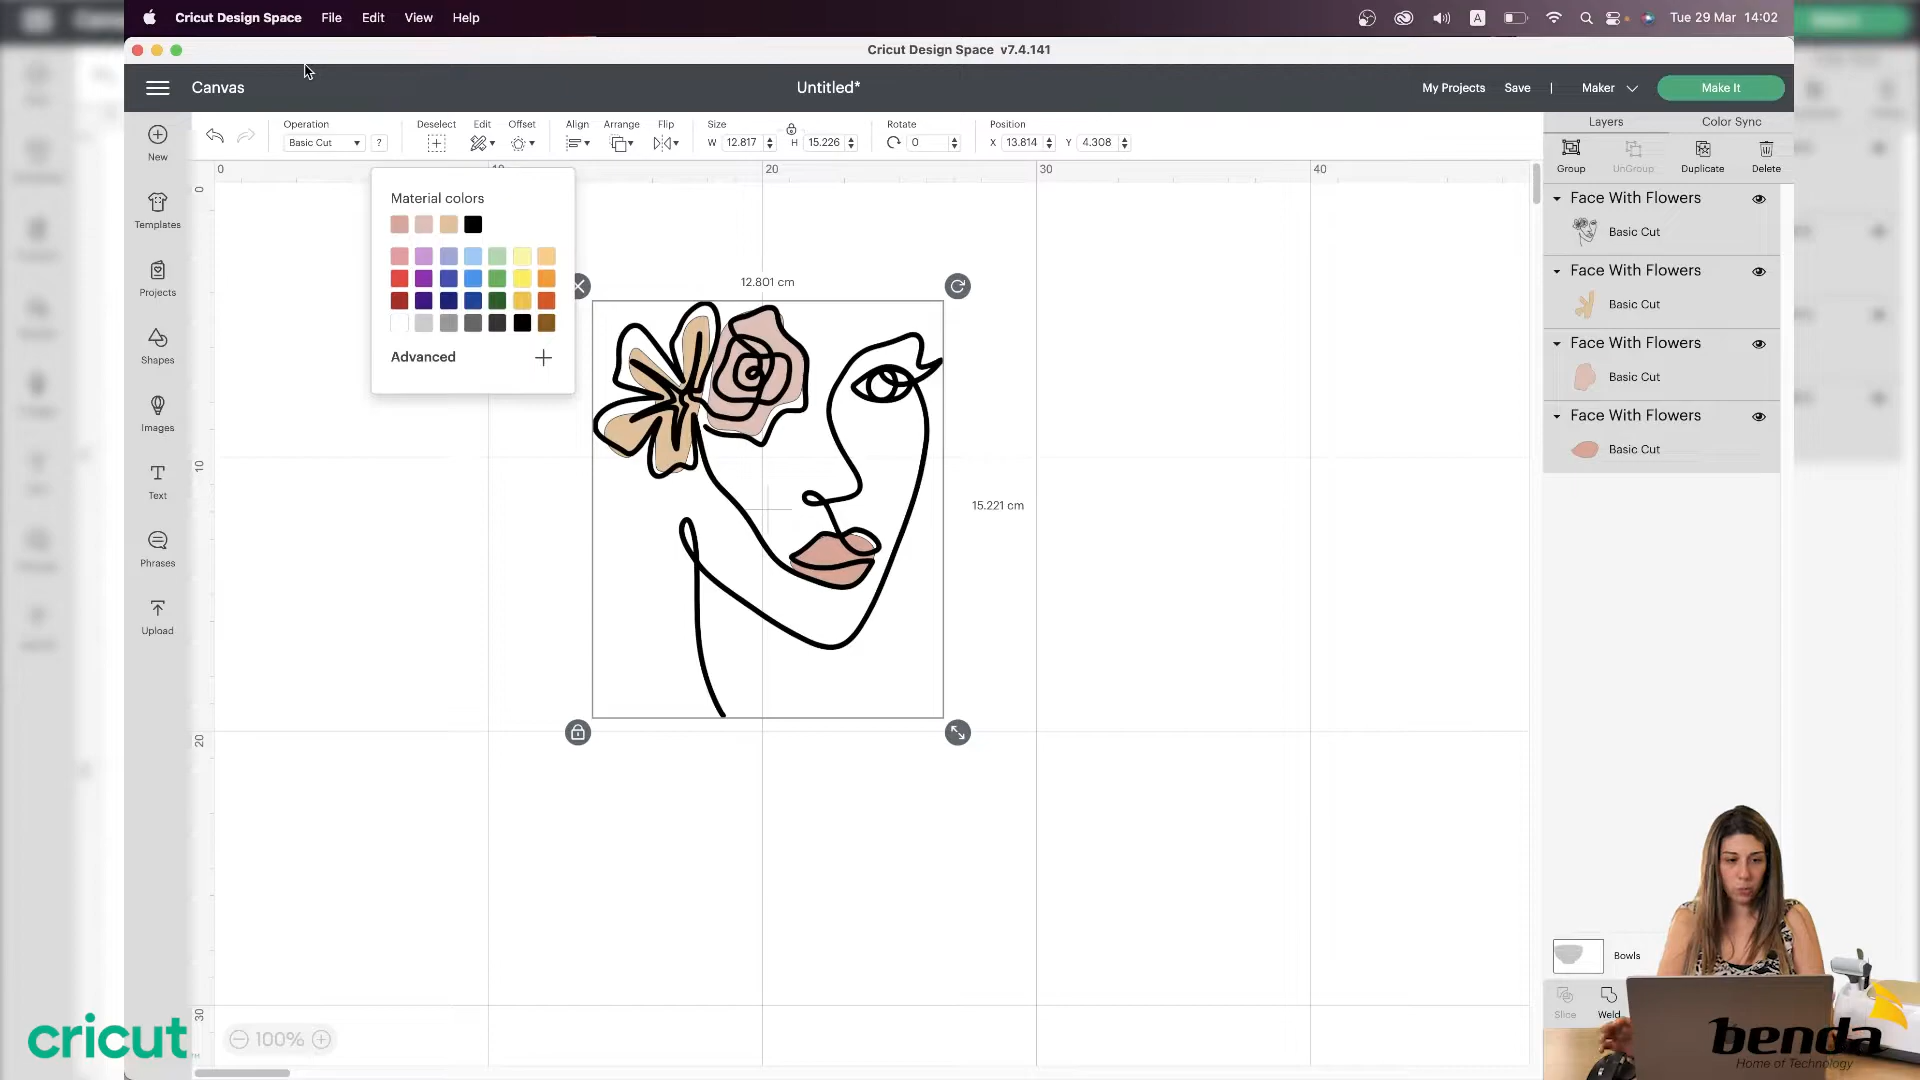 Cricut Design Space File Edit View Help
A
Tue 29 Mar 14:02
Cricut Design Space v7.4.141
Canvas
Untitled*
My Projects Save | Maker Make It
Operation
Basic Cut
?
Deselect Edit Offset
Align Arrange Flip
Size
W 12.817 H 15.226
Rotate
0
Position
X 13.814 Y 4.308
Layers Color Sync
Group UnGroup Duplicate Delete
New
Templates
Projects
Shapes
Images
Text
Phrases
Upload
0 10 20 30 40
0
10
20
30
Material colors
Advanced
12.801 cm
15.221 cm
Face With Flowers
Basic Cut
Face With Flowers
Basic Cut
Face With Flowers
Basic Cut
Face With Flowers
Basic Cut
Bowls
Slice Weld
100%
cricut
benda
Home of Technology